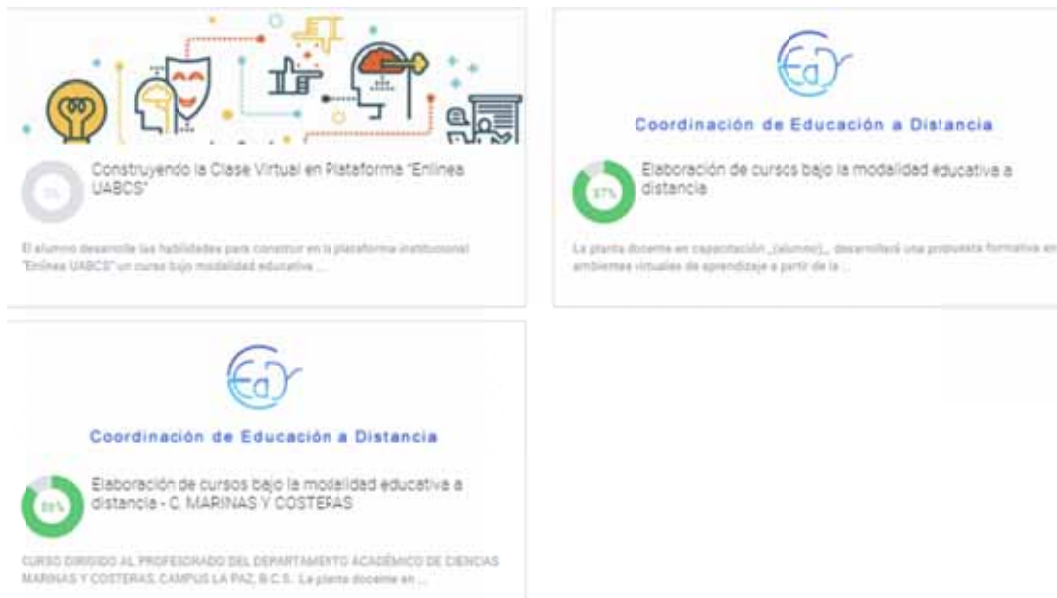 Construyendo la Clase Virtual en Plataforma "Enlinea
UABCS"
El alumno desarrolle las habilidades para construir en la plataforma institucional
"Enlinea UABCS" un curso bajo modalidad educativa ...
EaD
Coordinación de Educación a Distancia
87%
Elaboración de cursos bajo la modalidad educativa a
distancia
La planta docente en capacitación _(alumno)_ desarrollará una propuesta formativa en
ambientes virtuales de aprendizaje a partir de la ...
EaD
Coordinación de Educación a Distancia
Elaboración de cursos bajo la modalidad educativa a
distancia - C. MARINAS Y COSTERAS
CURSO DIRIGIDO AL PROFESORADO DEL DEPARTAMENTO ACADÉMICO DE CIENCIAS
MARINAS Y COSTERAS, CAMPUS LA PAZ, B.C.S. La planta docente en ...